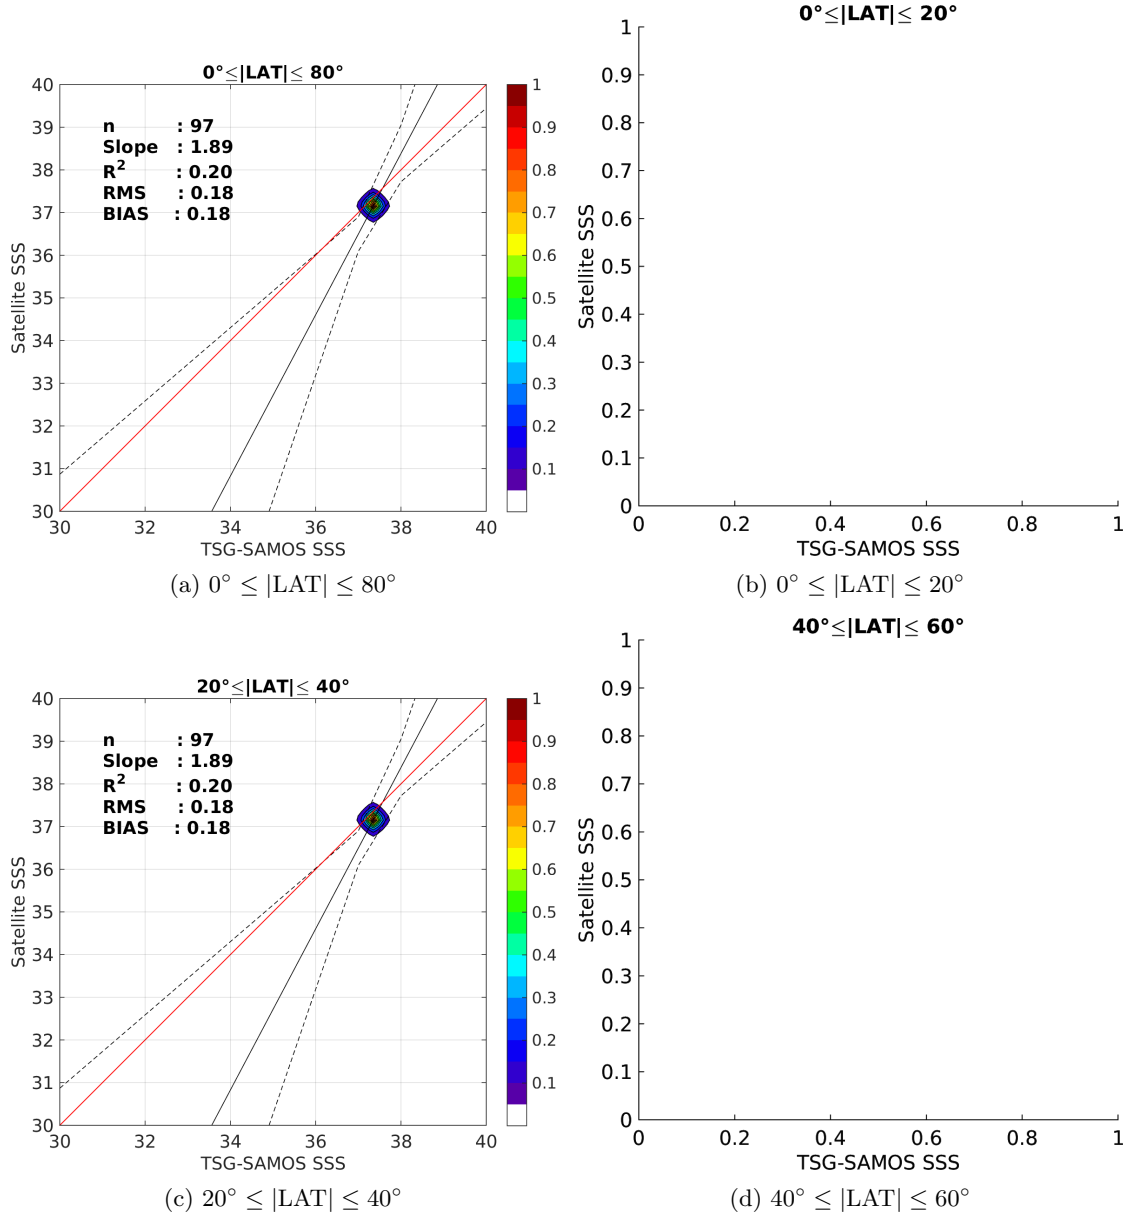 0°≤|LAT|≤ 80°
40
39
38
37
36
35
34
33
32
31
30
Satellite SSS
n : 97
Slope : 1.89
R² : 0.20
RMS : 0.18
BIAS : 0.18
30 32 34 36 38 40
TSG-SAMOS SSS
1
0.9
0.8
0.7
0.6
0.5
0.4
0.3
0.2
0.1
(a) 0° ≤ |LAT| ≤ 80°
0°≤|LAT|≤ 20°
1
0.9
0.8
0.7
0.6
0.5
0.4
0.3
0.2
0.1
0
Satellite SSS
0 0.2 0.4 0.6 0.8 1
TSG-SAMOS SSS
(b) 0° ≤ |LAT| ≤ 20°
20°≤|LAT|≤ 40°
40
39
38
37
36
35
34
33
32
31
30
Satellite SSS
n : 97
Slope : 1.89
R² : 0.20
RMS : 0.18
BIAS : 0.18
30 32 34 36 38 40
TSG-SAMOS SSS
1
0.9
0.8
0.7
0.6
0.5
0.4
0.3
0.2
0.1
(c) 20° ≤ |LAT| ≤ 40°
40°≤|LAT|≤ 60°
1
0.9
0.8
0.7
0.6
0.5
0.4
0.3
0.2
0.1
0
Satellite SSS
0 0.2 0.4 0.6 0.8 1
TSG-SAMOS SSS
(d) 40° ≤ |LAT| ≤ 60°